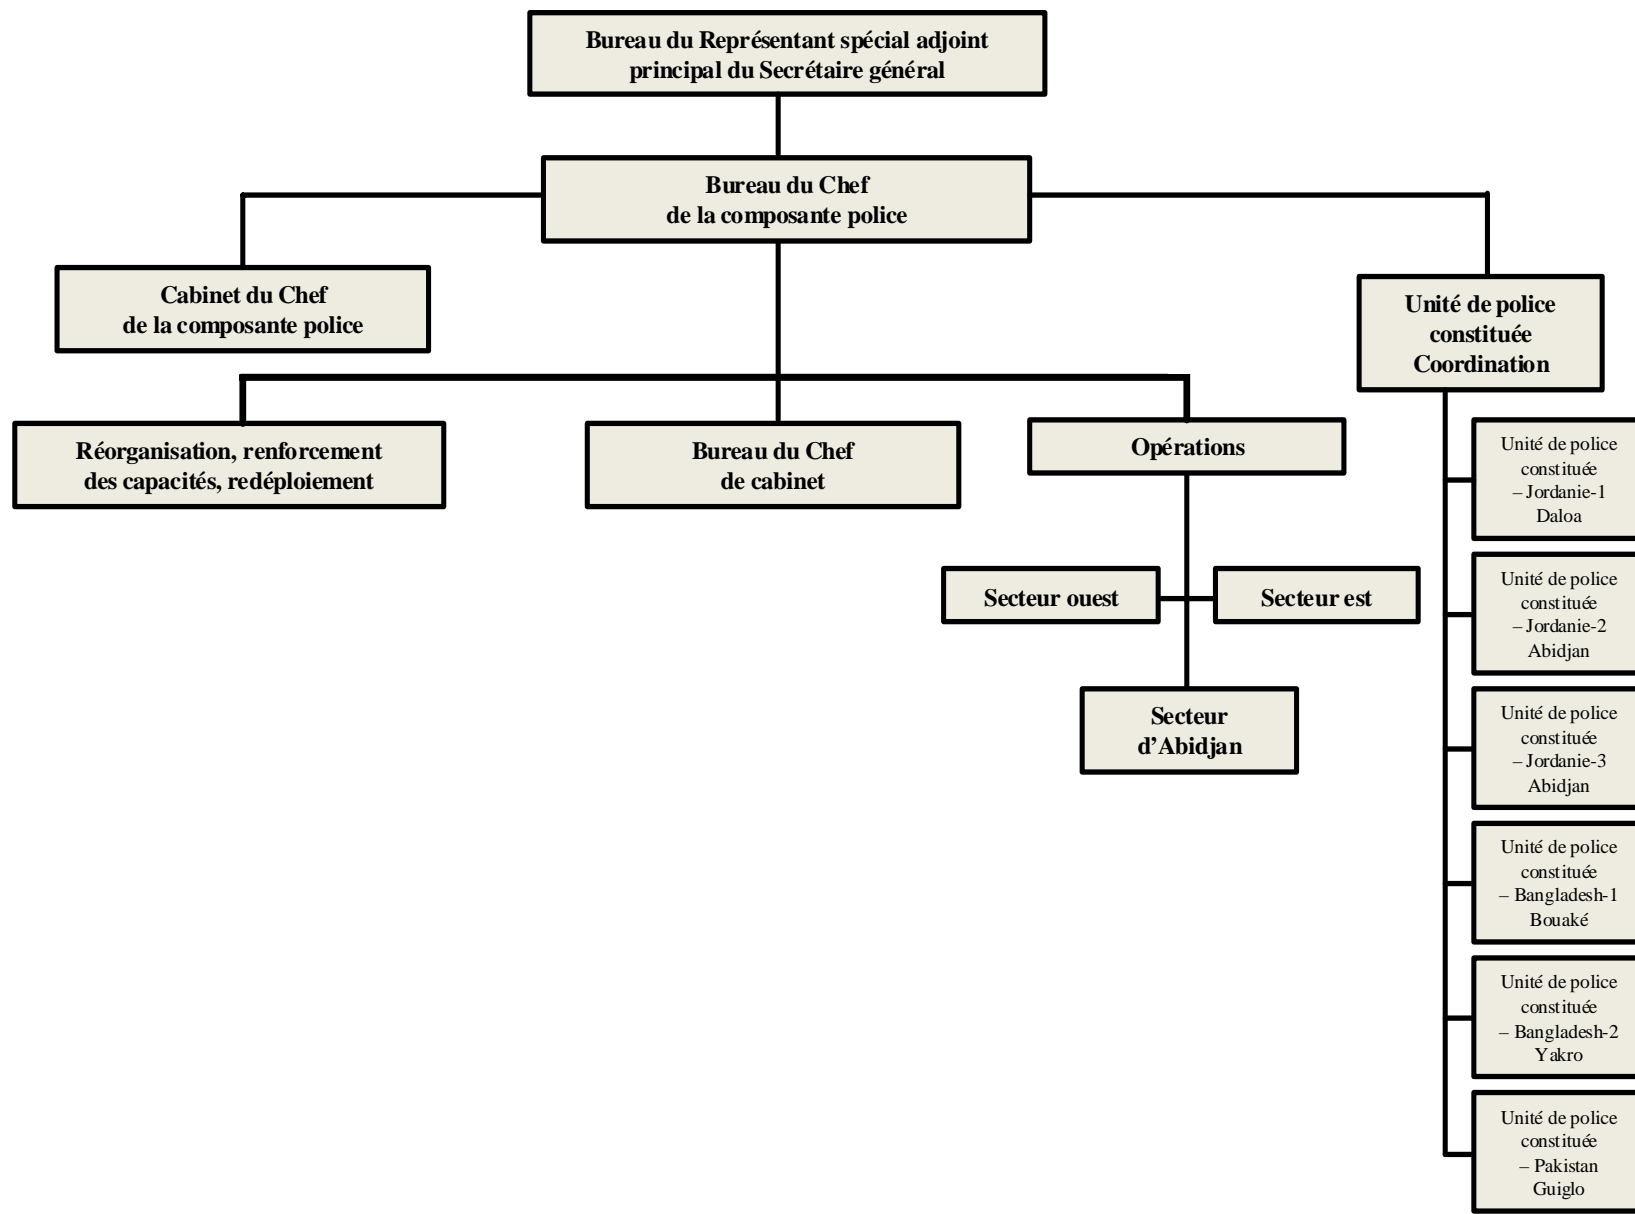 Bureau du Représentant spécial adjoint
principal du Secrétaire général
Bureau du Chef
de la composante police
Cabinet du Chef
de la composante police
Unité de police
constituée
Coordination
Réorganisation, renforcement
des capacités, redéploiement
Bureau du Chef
de cabinet
Opérations
Secteur ouest
Secteur est
Secteur
d’Abidjan
Unité de police
constituée
– Jordanie-1
Daloa
Unité de police
constituée
– Jordanie-2
Abidjan
Unité de police
constituée
– Jordanie-3
Abidjan
Unité de police
constituée
– Bangladesh-1
Bouaké
Unité de police
constituée
– Bangladesh-2
Yakro
Unité de police
constituée
– Pakistan
Guiglo